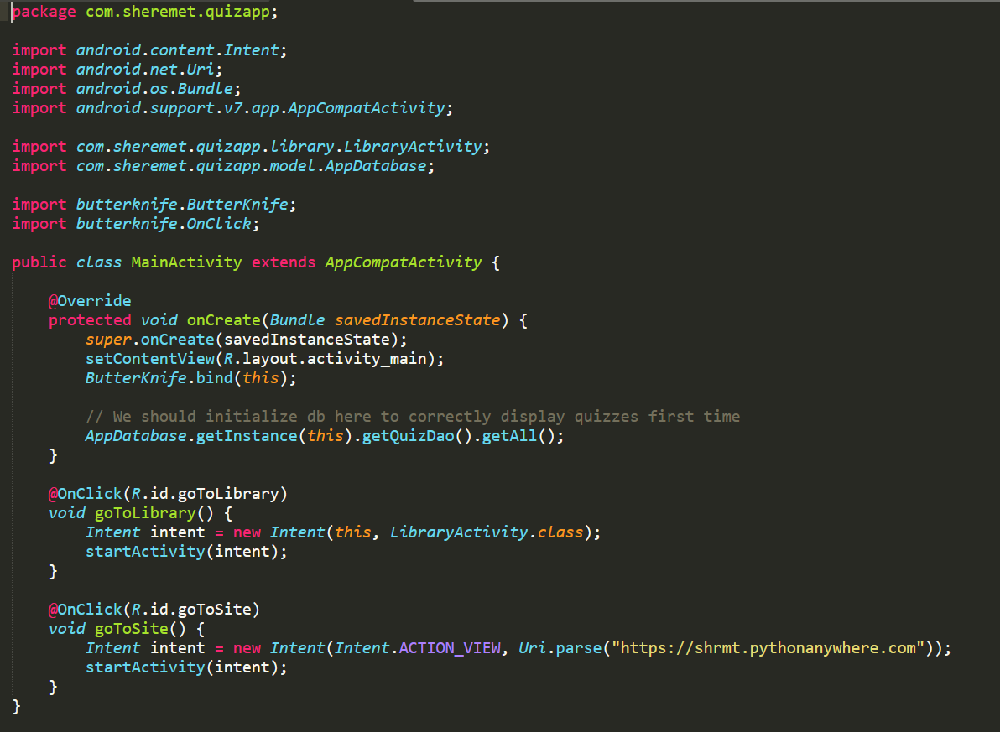 package com.sheremet.quizapp;
import android.content.Intent;
import android.net.Uri;
import android.os.Bundle;
import android.support.v7.app.AppCompatActivity;
import com.sheremet.quizapp.library.LibraryActivity;
import com.sheremet.quizapp.model.AppDatabase;
import butterknife.ButterKnife;
import butterknife.OnClick;
public class MainActivity extends AppCompatActivity {
@Override
protected void onCreate(Bundle savedInstanceState) {
super.onCreate(savedInstanceState);
setContentView(R.layout.activity_main);
ButterKnife.bind(this);
// We should initialize db here to correctly display quizzes first time
AppDatabase.getInstance(this).getQuizDao().getAll();
}
@OnClick(R.id.goToLibrary)
void goToLibrary() {
Intent intent = new Intent(this, LibraryActivity.class);
startActivity(intent);
}
@OnClick(R.id.goToSite)
void goToSite() {
Intent intent = new Intent(Intent.ACTION_VIEW, Uri.parse("https://shrmt.pythonanywhere.com"));
startActivity(intent);
}
}